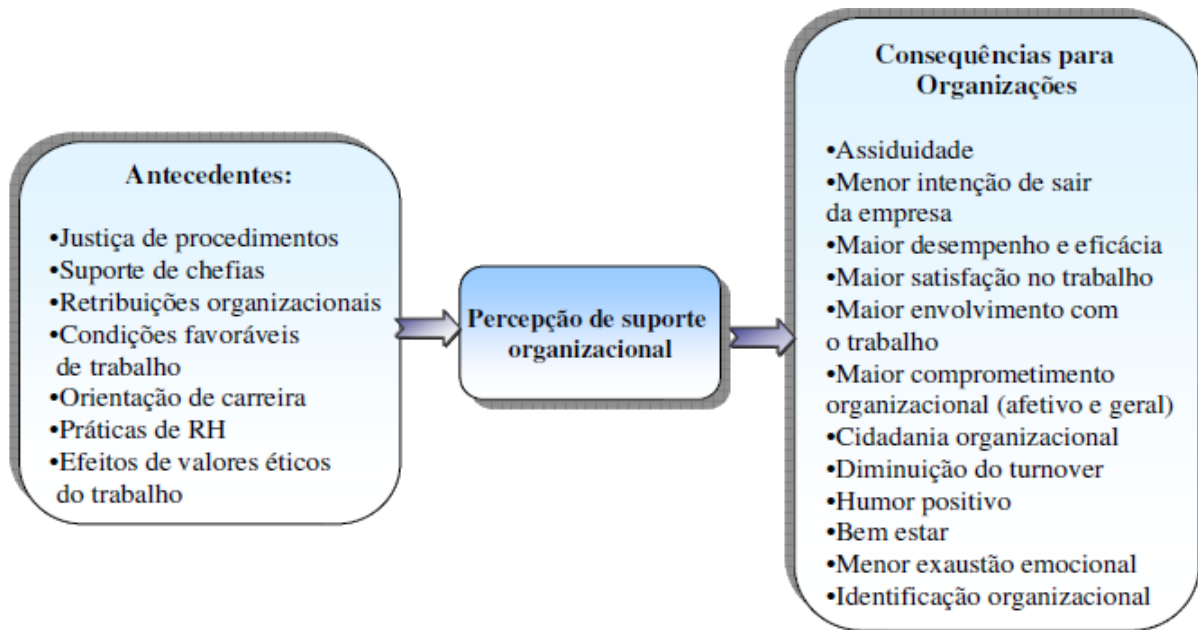 Antecedentes:
•Justiça de procedimentos
•Suporte de chefias
•Retribuições organizacionais
•Condições favoráveis
de trabalho
•Orientação de carreira
•Práticas de RH
•Efeitos de valores éticos
do trabalho
Percepção de suporte
organizacional
Consequências para
Organizações
•Assiduidade
•Menor intenção de sair
da empresa
•Maior desempenho e eficácia
•Maior satisfação no trabalho
•Maior envolvimento com
o trabalho
•Maior comprometimento
organizacional (afetivo e geral)
•Cidadania organizacional
•Diminuição do turnover
•Humor positivo
•Bem estar
•Menor exaustão emocional
•Identificação organizacional